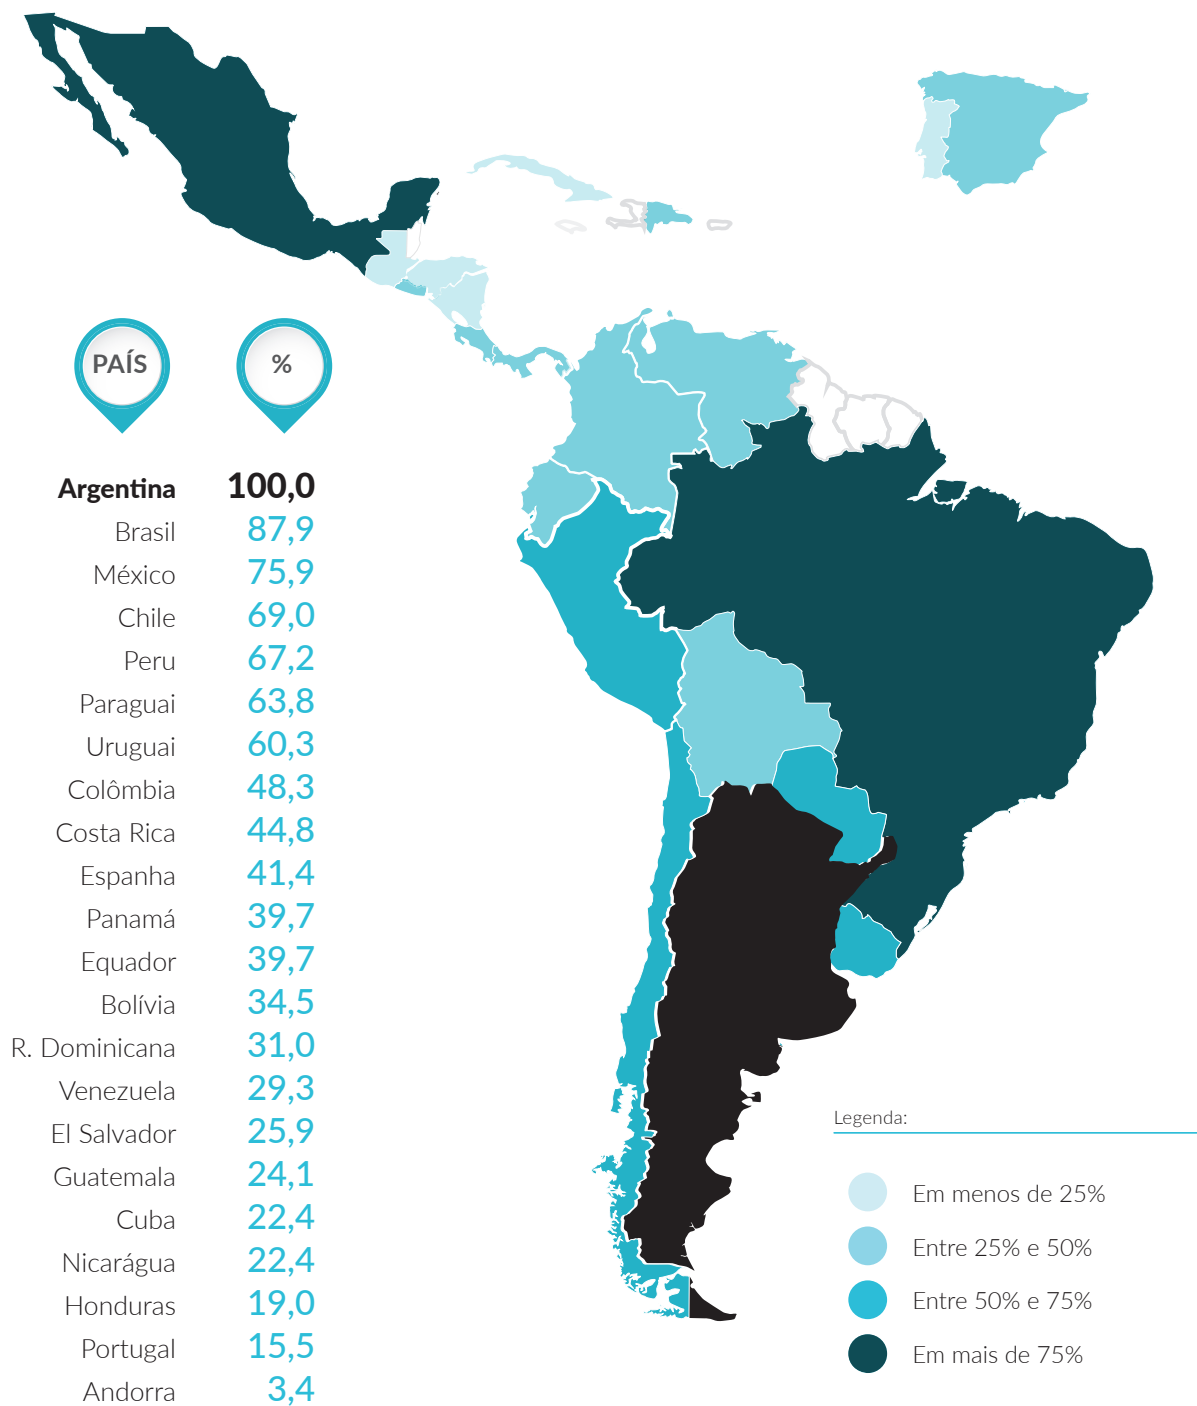 PAÍS %
Argentina 100,0
Brasil 87,9
México 75,9
Chile 69,0
Peru 67,2
Paraguai 63,8
Uruguai 60,3
Colômbia 48,3
Costa Rica 44,8
Espanha 41,4
Panamá 39,7
Equador 39,7
Bolívia 34,5
R. Dominicana 31,0
Venezuela 29,3
El Salvador 25,9
Guatemala 24,1
Cuba 22,4
Nicarágua 22,4
Honduras 19,0
Portugal 15,5
Andorra 3,4
Legenda:
Em menos de 25%
Entre 25% e 50%
Entre 50% e 75%
Em mais de 75%